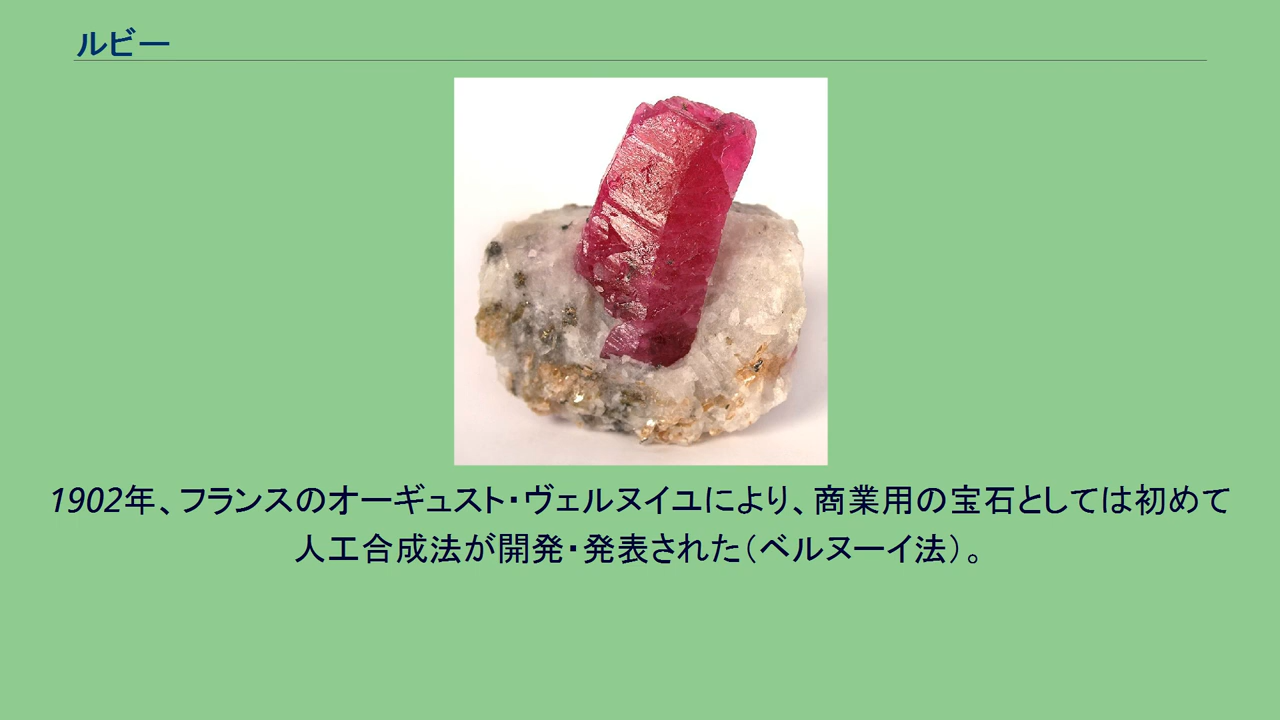 ルビー
1902年、フランスのオーギュスト・ヴェルヌイユにより、商業用の宝石としては初めて
人工合成法が開発・発表された（ベルヌーイ法）。